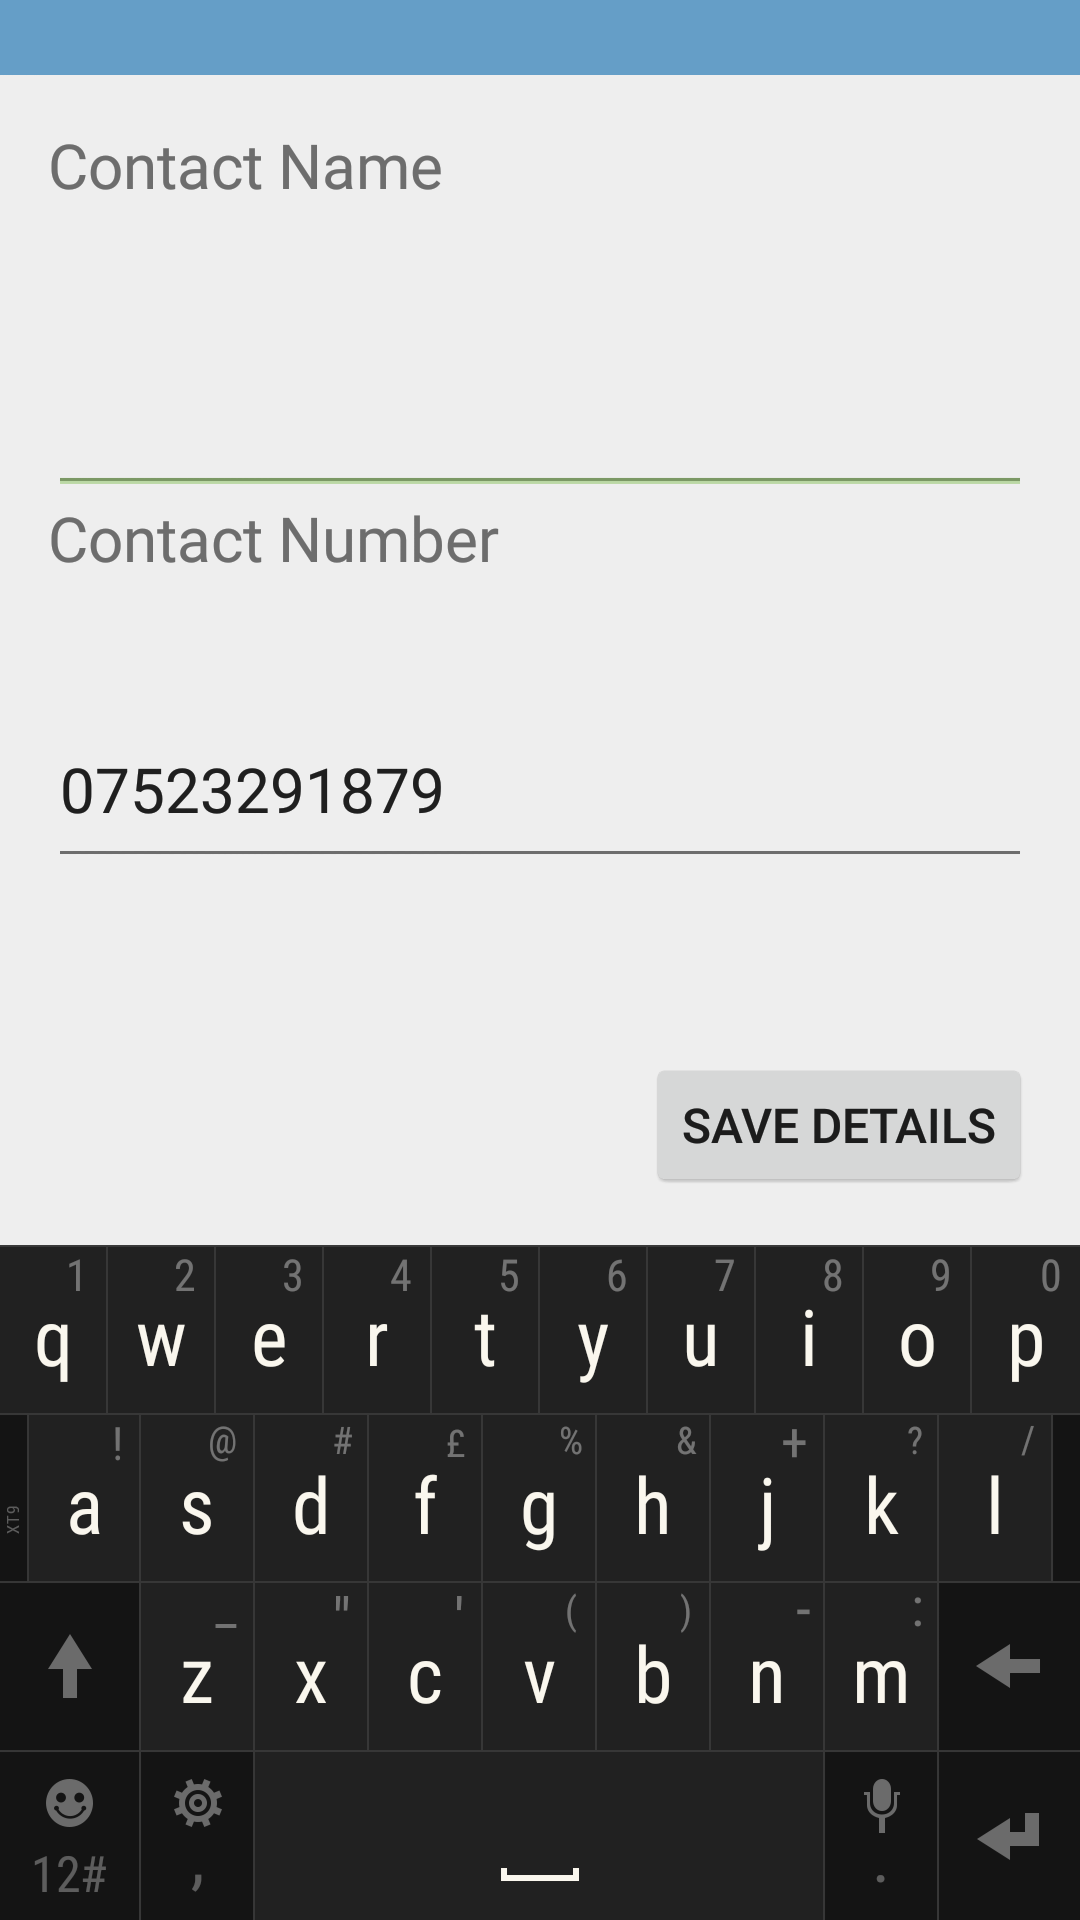 Contact Name
Contact Number
07523291879
SAVE DETAILS
1 2 3 4 5 6 7 8 9 0
q w e r t y u i o p
! @ # £ % & + ? /
XT9 a s d f g h j k l
_ " ' ( ) - :
z x c v b n m
12# , .